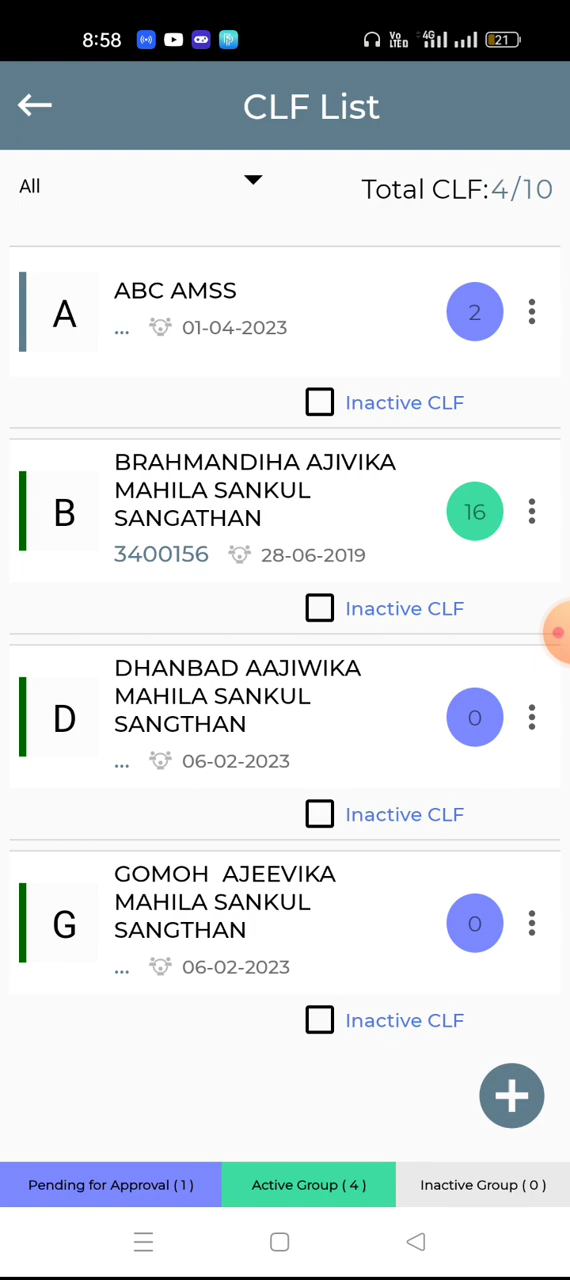 8:58
Vo LTED 4G 21
CLF List
All
Total CLF:4/10
A
ABC AMSS
2
... 01-04-2023
Inactive CLF
B
BRAHMANDIHA AJIVIKA
MAHILA SANKUL
SANGATHAN
16
3400156 28-06-2019
Inactive CLF
D
DHANBAD AAJIWIKA
MAHILA SANKUL
SANGTHAN
0
... 06-02-2023
Inactive CLF
G
GOMOH AJEEVIKA
MAHILA SANKUL
SANGTHAN
0
... 06-02-2023
Inactive CLF
Pending for Approval ( 1 ) Active Group ( 4 ) Inactive Group ( 0 )